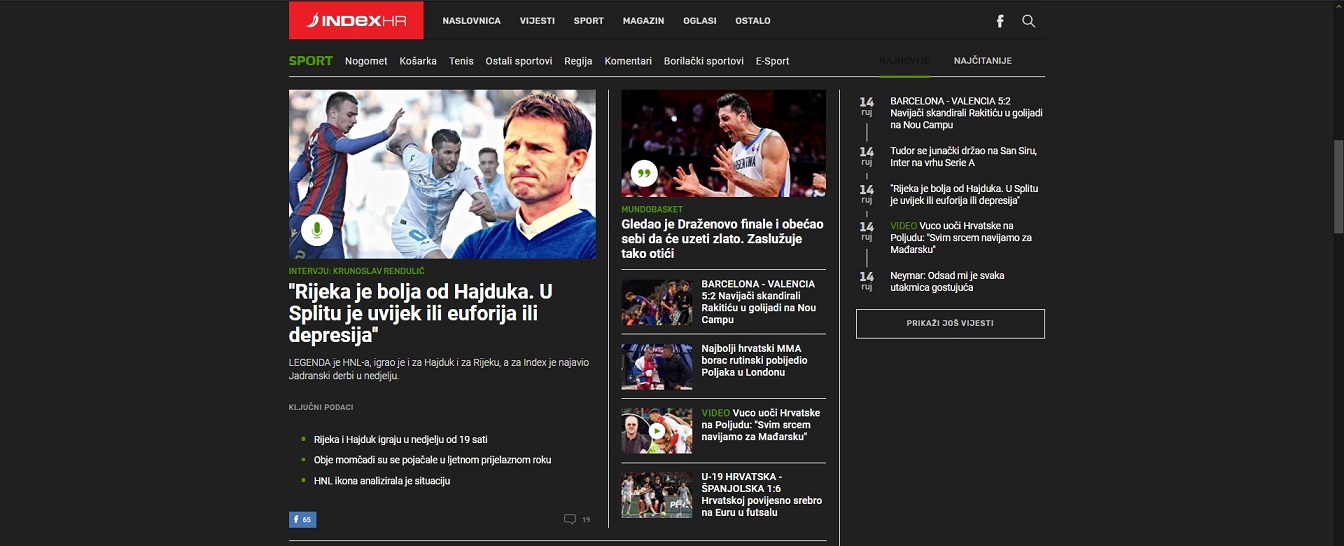 INDEXHR
NASLOVNICA
VIJESTI
SPORT
MAGAZIN
OGLASI
OSTALO
SPORT
Nogomet
Košarka
Tenis
Ostali sportovi
Regija
Komentari
Borilački sportovi
E-Sport
NAJNOVIJE
NAJČITANIJE
INTERVJU: KRUNOSLAV RENDULIĆ
"Rijeka je bolja od Hajduka. U
Splitu je uvijek ili euforija ili
depresija"
LEGENDA je HNL-a, igrao je i za Hajduk i za Rijeku, a za Index je najavio
Jadranski derbi u nedjelju.
KLJUČNI PODACI
Rijeka i Hajduk igraju u nedjelju od 19 sati
Obje momčadi su se pojačale u ljetnom prijelaznom roku
HNL ikona analizirala je situaciju
f 65
19
ARGENTINA
MUNDOBASKET
Gledao je Draženovo finale i obećao
sebi da će uzeti zlato. Zaslužuje
tako otići
BARCELONA - VALENCIA
5:2 Navijači skandirali
Rakitiću u golijadi na Nou
Campu
Najbolji hrvatski MMA
borac rutinski pobijedio
Poljaka u Londonu
VIDEO Vuco uoči Hrvatske
na Poljudu: "Svim srcem
navijamo za Mađarsku"
U-19 HRVATSKA -
ŠPANJOLSKA 1:6
Hrvatskoj povijesno srebro
na Euru u futsalu
14
ruj
BARCELONA - VALENCIA 5:2
Navijači skandirali Rakitiću u golijadi
na Nou Campu
14
ruj
Tudor se junački držao na San Siru,
Inter na vrhu Serie A
14
ruj
"Rijeka je bolja od Hajduka. U Splitu
je uvijek ili euforija ili depresija"
14
ruj
VIDEO Vuco uoči Hrvatske na
Poljudu: "Svim srcem navijamo za
Mađarsku"
14
ruj
Neymar: Odsad mi je svaka
utakmica gostujuća
PRIKAŽI JOŠ VIJESTI